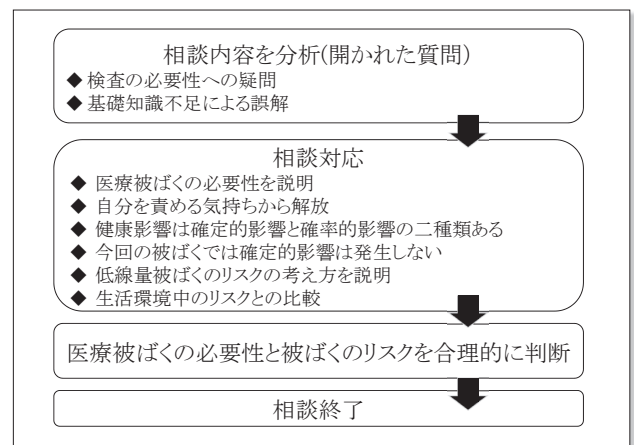 相談内容を分析(開かれた質問)
◆ 検査の必要性への疑問
◆ 基礎知識不足による誤解
相談対応
◆ 医療被ばくの必要性を説明
◆ 自分を責める気持ちから解放
◆ 健康影響は確定的影響と確率的影響の二種類ある
◆ 今回の被ばくでは確定的影響は発生しない
◆ 低線量被ばくのリスクの考え方を説明
◆ 生活環境中のリスクとの比較
医療被ばくの必要性と被ばくのリスクを合理的に判断
相談終了